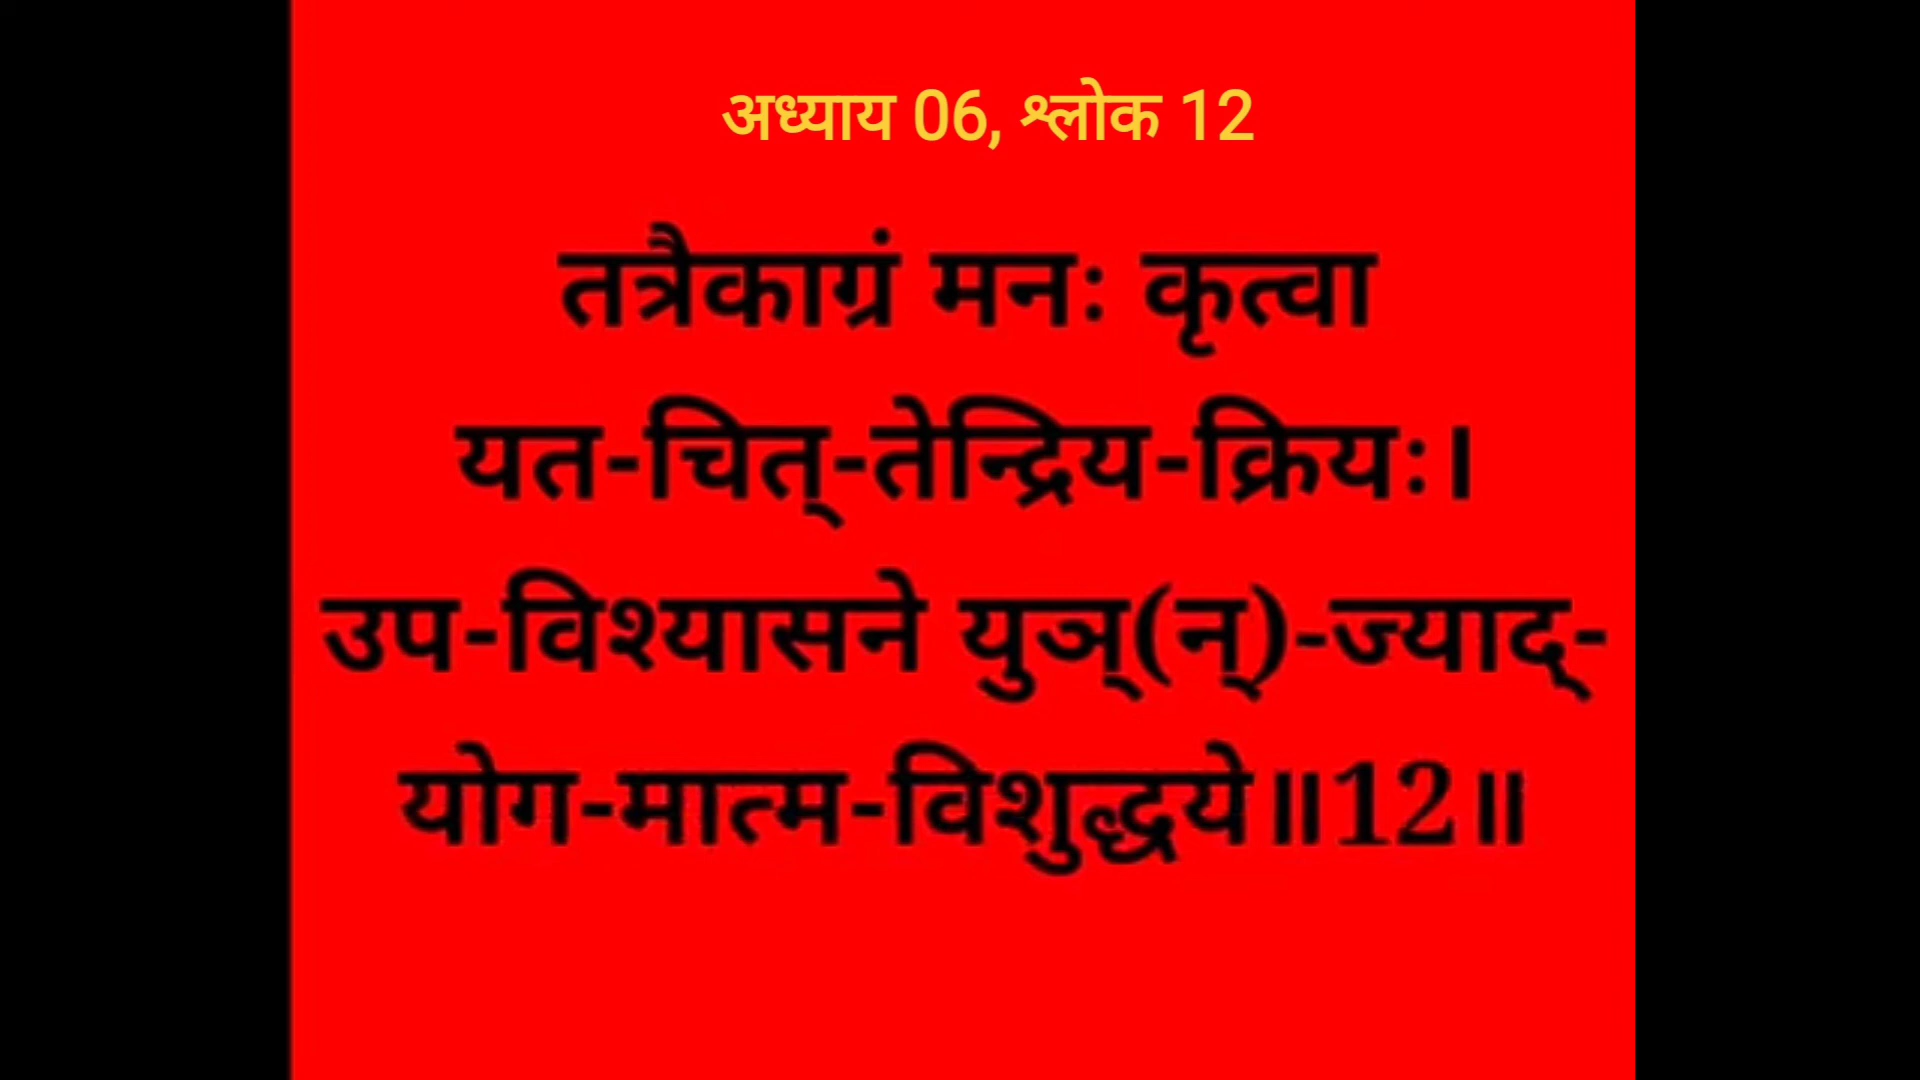 अध्याय 06, श्लोक 12
तत्रैकाग्रं मनः कृत्वा
यत-चित्-तेन्द्रिय-क्रियः।
उप-विश्यासने युञ्(न्)-ज्याद्-
योग-मात्म-विशुद्धये॥12॥